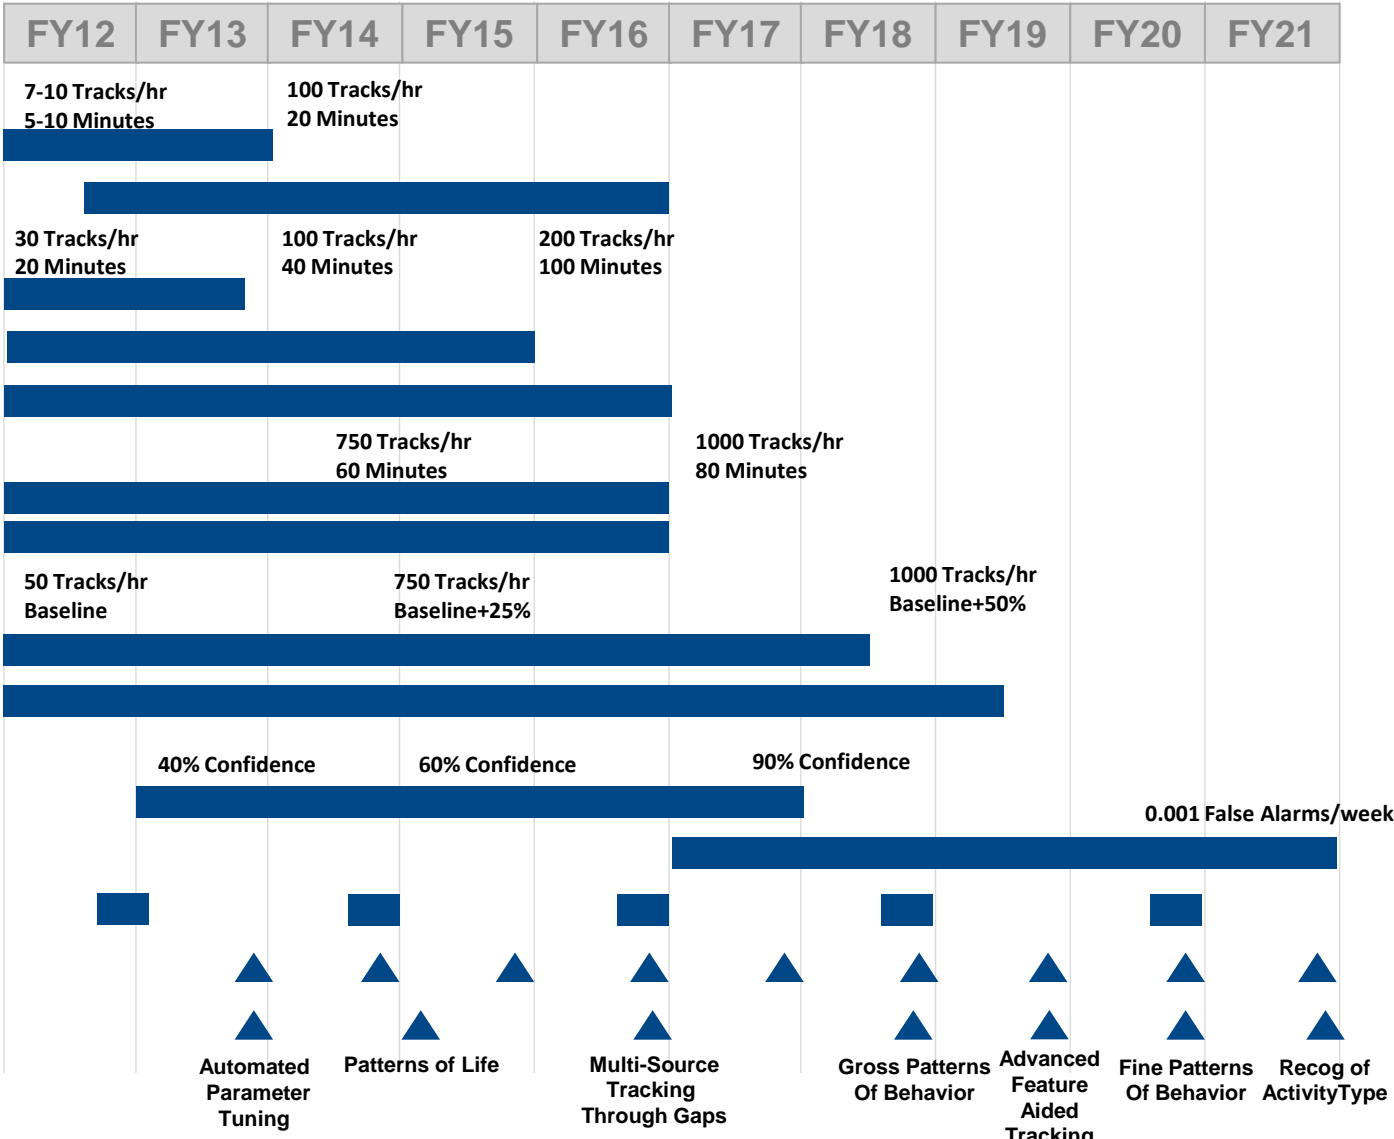 FY12 FY13 FY14 FY15 FY16 FY17 FY18 FY19 FY20 FY21
7-10 Tracks/hr
5-10 Minutes
100 Tracks/hr
20 Minutes
30 Tracks/hr
20 Minutes
100 Tracks/hr
40 Minutes
200 Tracks/hr
100 Minutes
750 Tracks/hr
60 Minutes
1000 Tracks/hr
80 Minutes
50 Tracks/hr
Baseline
750 Tracks/hr
Baseline+25%
1000 Tracks/hr
Baseline+50%
40% Confidence
60% Confidence
90% Confidence
0.001 False Alarms/week
Automated
Parameter
Tuning
Patterns of Life
Multi-Source
Tracking
Through Gaps
Gross Patterns
Of Behavior
Advanced
Feature
Aided
Tracking
Fine Patterns
Of Behavior
Recog of
ActivityType